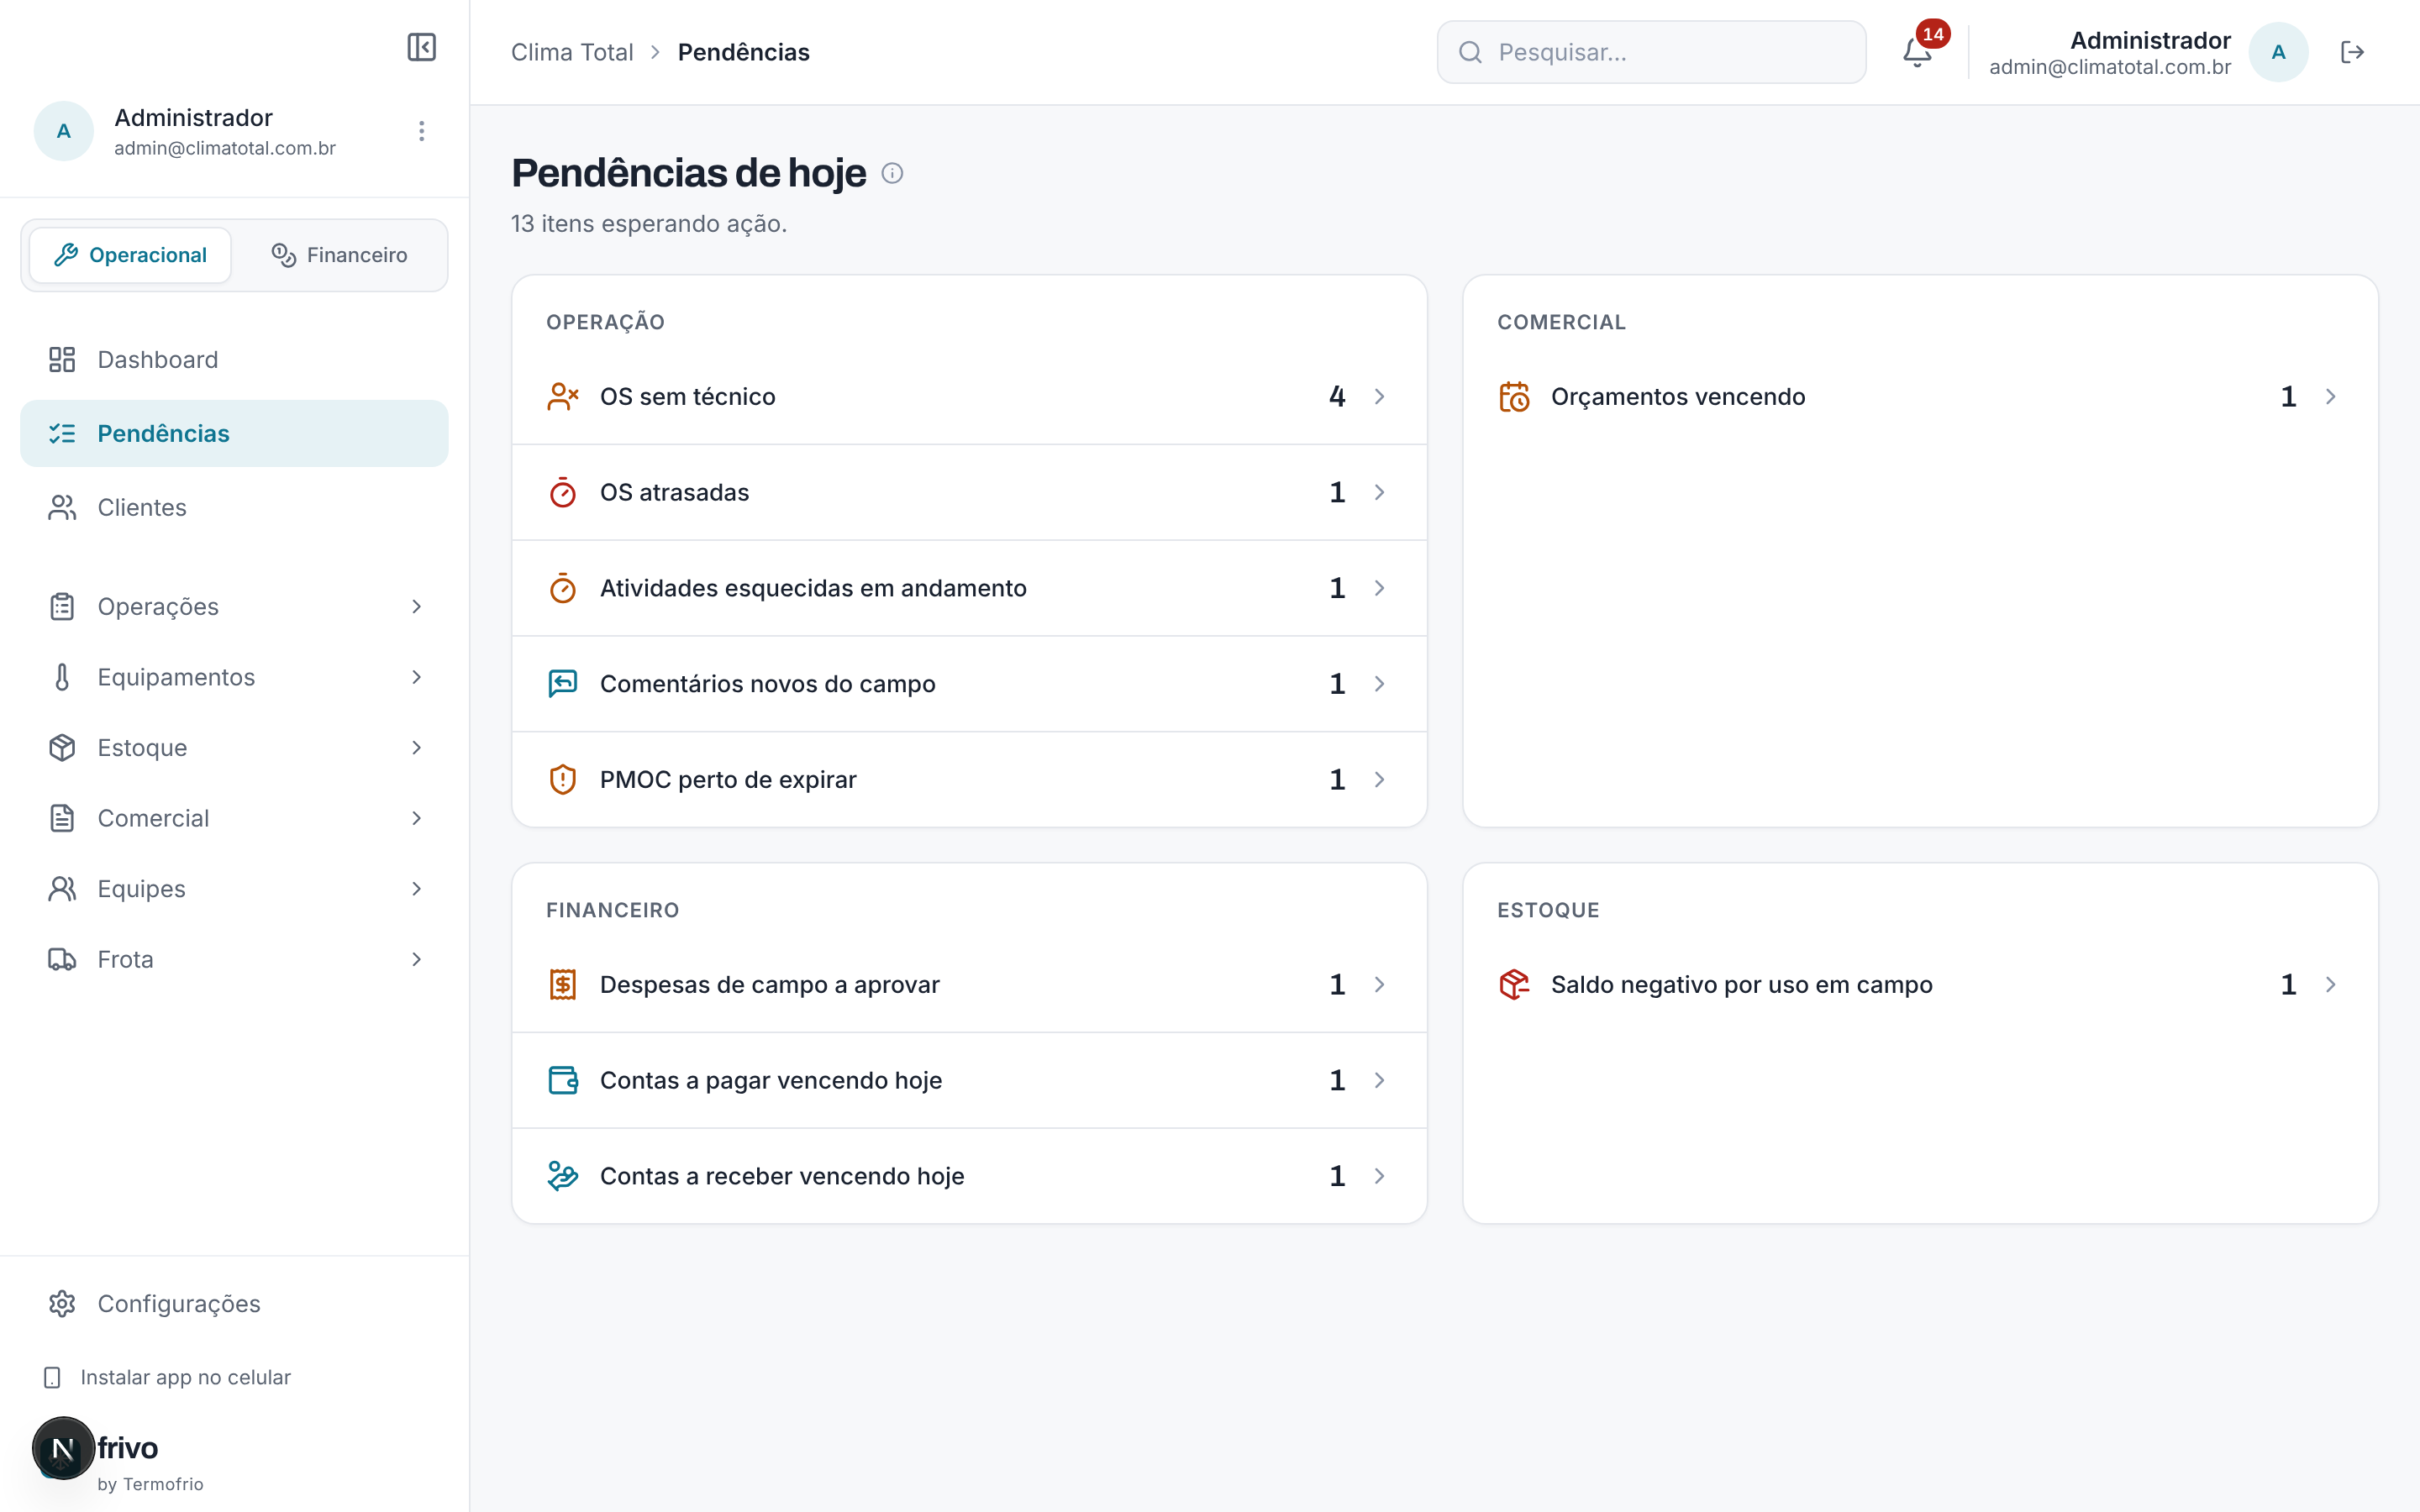 A
Administrador
admin@climatotal.com.br
Operacional
Financeiro
Dashboard
Pendências
Clientes
Operações
Equipamentos
Estoque
Comercial
Equipes
Frota
Configurações
Instalar app no celular
N
frivo
by Termofrio
Clima Total > Pendências
Pesquisar...
14
Administrador
admin@climatotal.com.br
A
Pendências de hoje
13 itens esperando ação.
OPERAÇÃO
OS sem técnico 4
OS atrasadas 1
Atividades esquecidas em andamento 1
Comentários novos do campo 1
PMOC perto de expirar 1
COMERCIAL
Orçamentos vencendo 1
FINANCEIRO
Despesas de campo a aprovar 1
Contas a pagar vencendo hoje 1
Contas a receber vencendo hoje 1
ESTOQUE
Saldo negativo por uso em campo 1